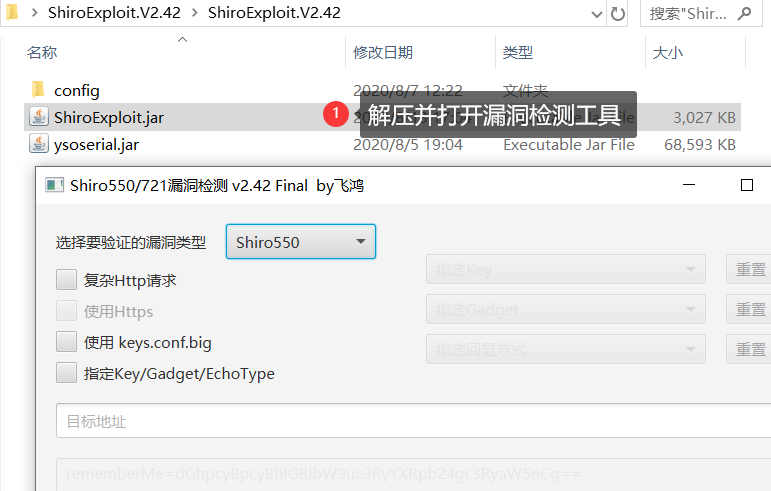 ShiroExploit.V2.42 > ShiroExploit.V2.42
搜索"Shir...
名称 修改日期 类型 大小
config 2020/8/7 12:22 文件夹
ShiroExploit.jar 3,027 KB
1 解压并打开漏洞检测工具
ysoserial.jar 2020/8/5 19:04 Executable Jar File 68,593 KB
Shiro550/721漏洞检测 v2.42 Final by飞鸿
选择要验证的漏洞类型 Shiro550
复杂Http请求 指定Key 重置
使用Https 指定Gadget 重置
使用 keys.conf.big 指定回显方式 重置
指定Key/Gadget/EchoType
目标地址